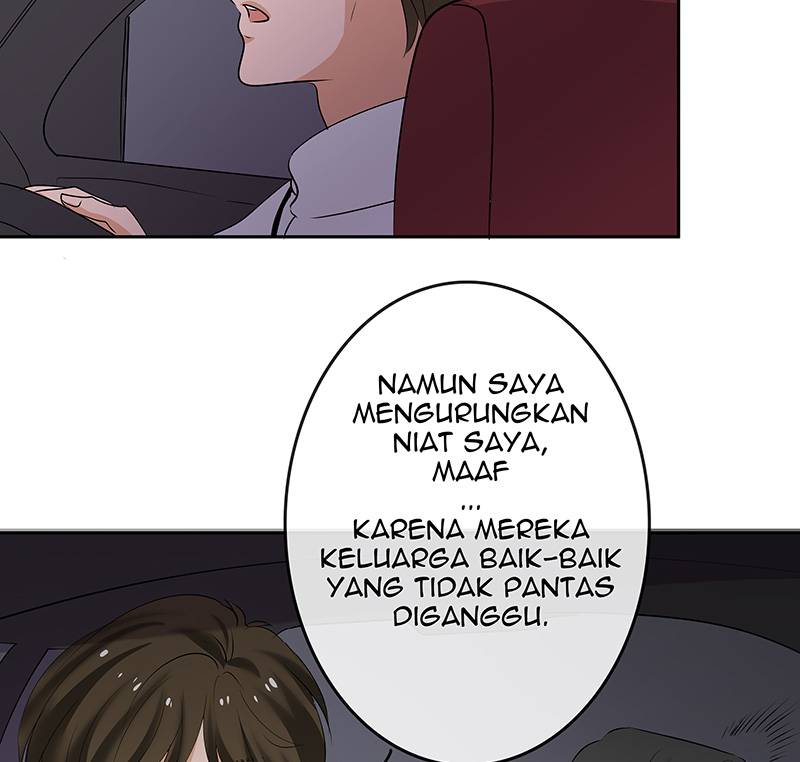 NAMUN SAYA
MENGURUNGKAN
NIAT SAYA,
MAAF
...
KARENA MEREKA
KELUARGA BAIK-BAIK
YANG TIDAK PANTAS
DIGANGGU.